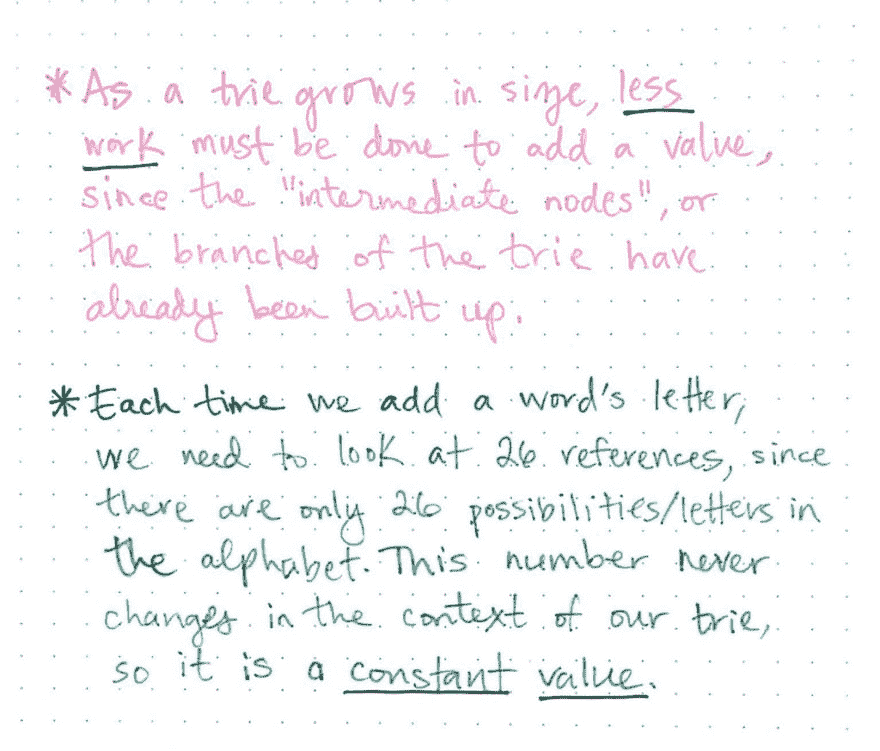 * As a trie grows in size, less
work must be done to add a value,
since the "intermediate nodes", or
the branches of the trie have
already been built up.
* Each time we add a word's letter,
we need to look at 26 references, since
there are only 26 possibilities/letters in
the alphabet. This number never
changes in the context of our trie,
so it is a constant value.